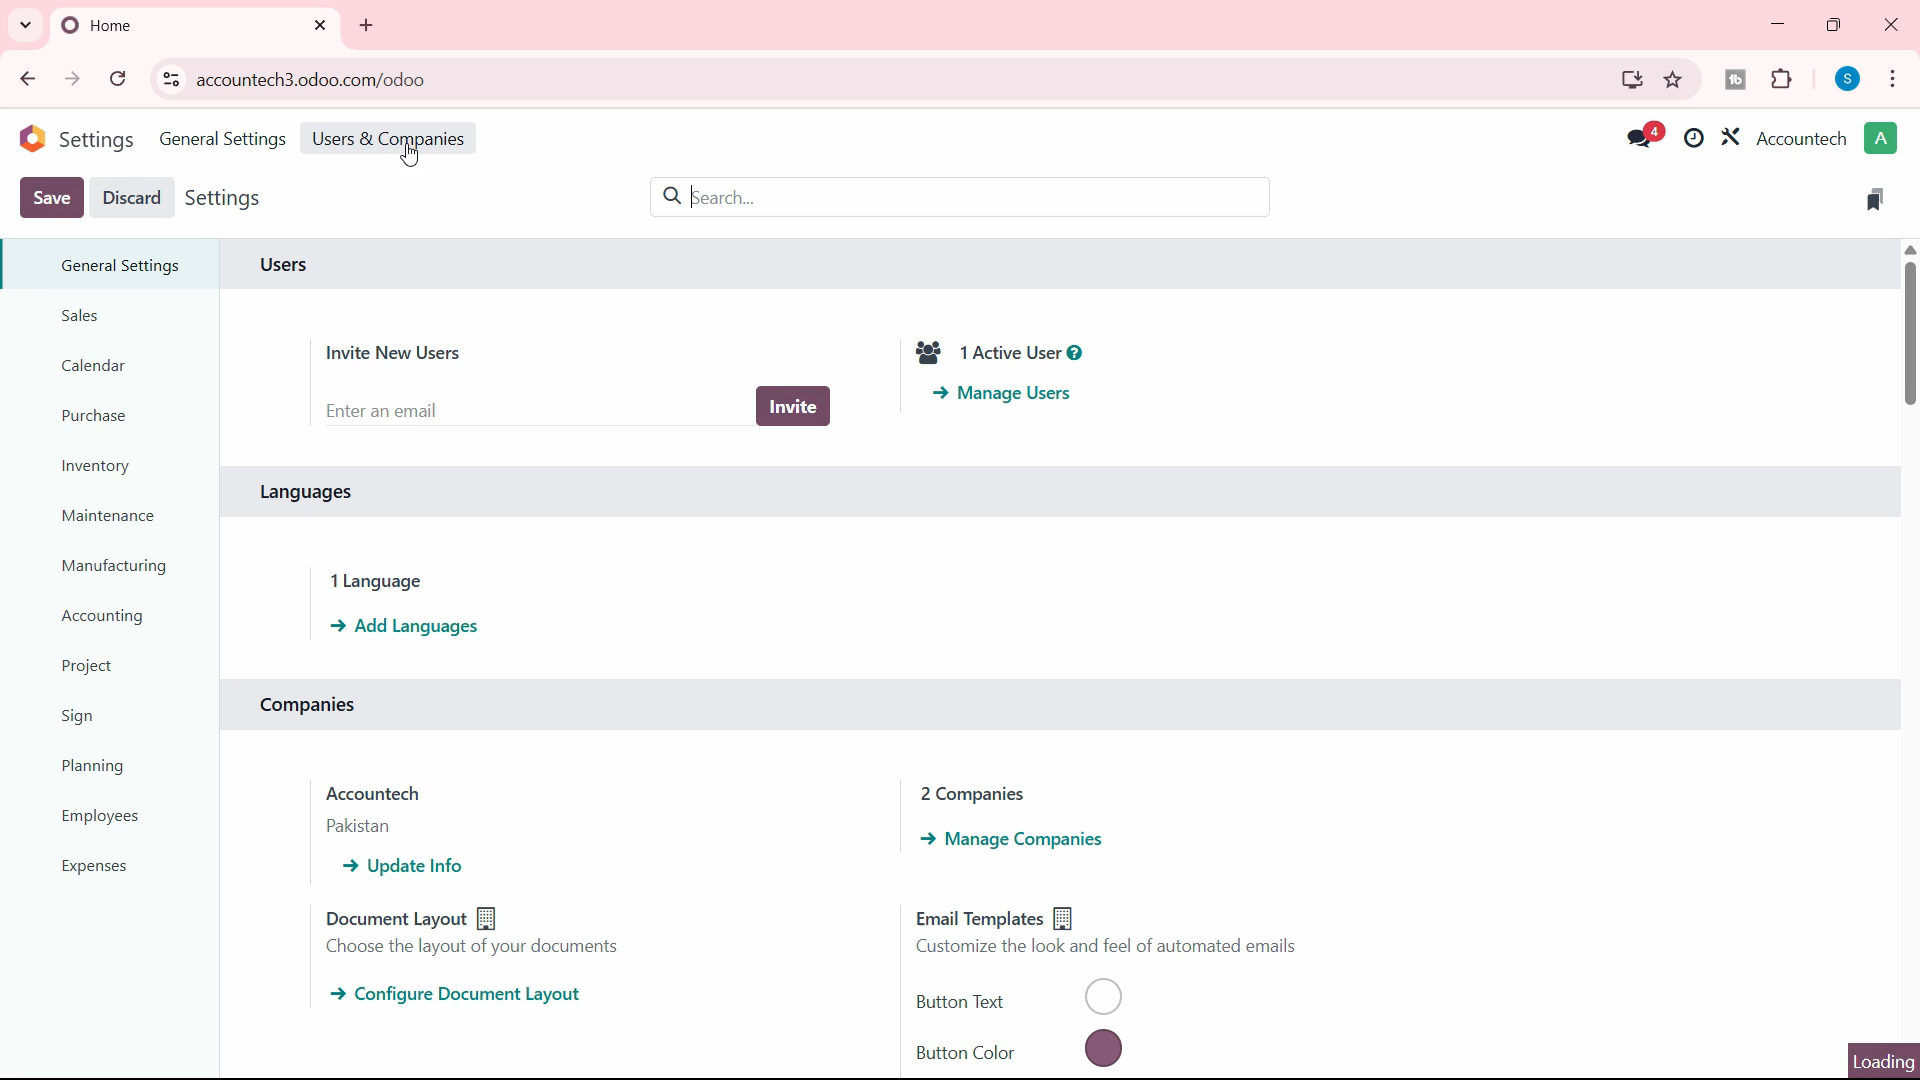 Home
accountech3.odoo.com/odoo
S
Settings General Settings Users & Companies
4
Accountech
A
Save Discard Settings
Search...
General Settings
Sales
Calendar
Purchase
Inventory
Maintenance
Manufacturing
Accounting
Project
Sign
Planning
Employees
Expenses
Users
Invite New Users
Enter an email
Invite
1 Active User ?
Manage Users
Languages
1 Language
Add Languages
Companies
Accountech
Pakistan
Update Info
2 Companies
Manage Companies
Document Layout
Choose the layout of your documents
Configure Document Layout
Email Templates
Customize the look and feel of automated emails
Button Text
Button Color
Loading